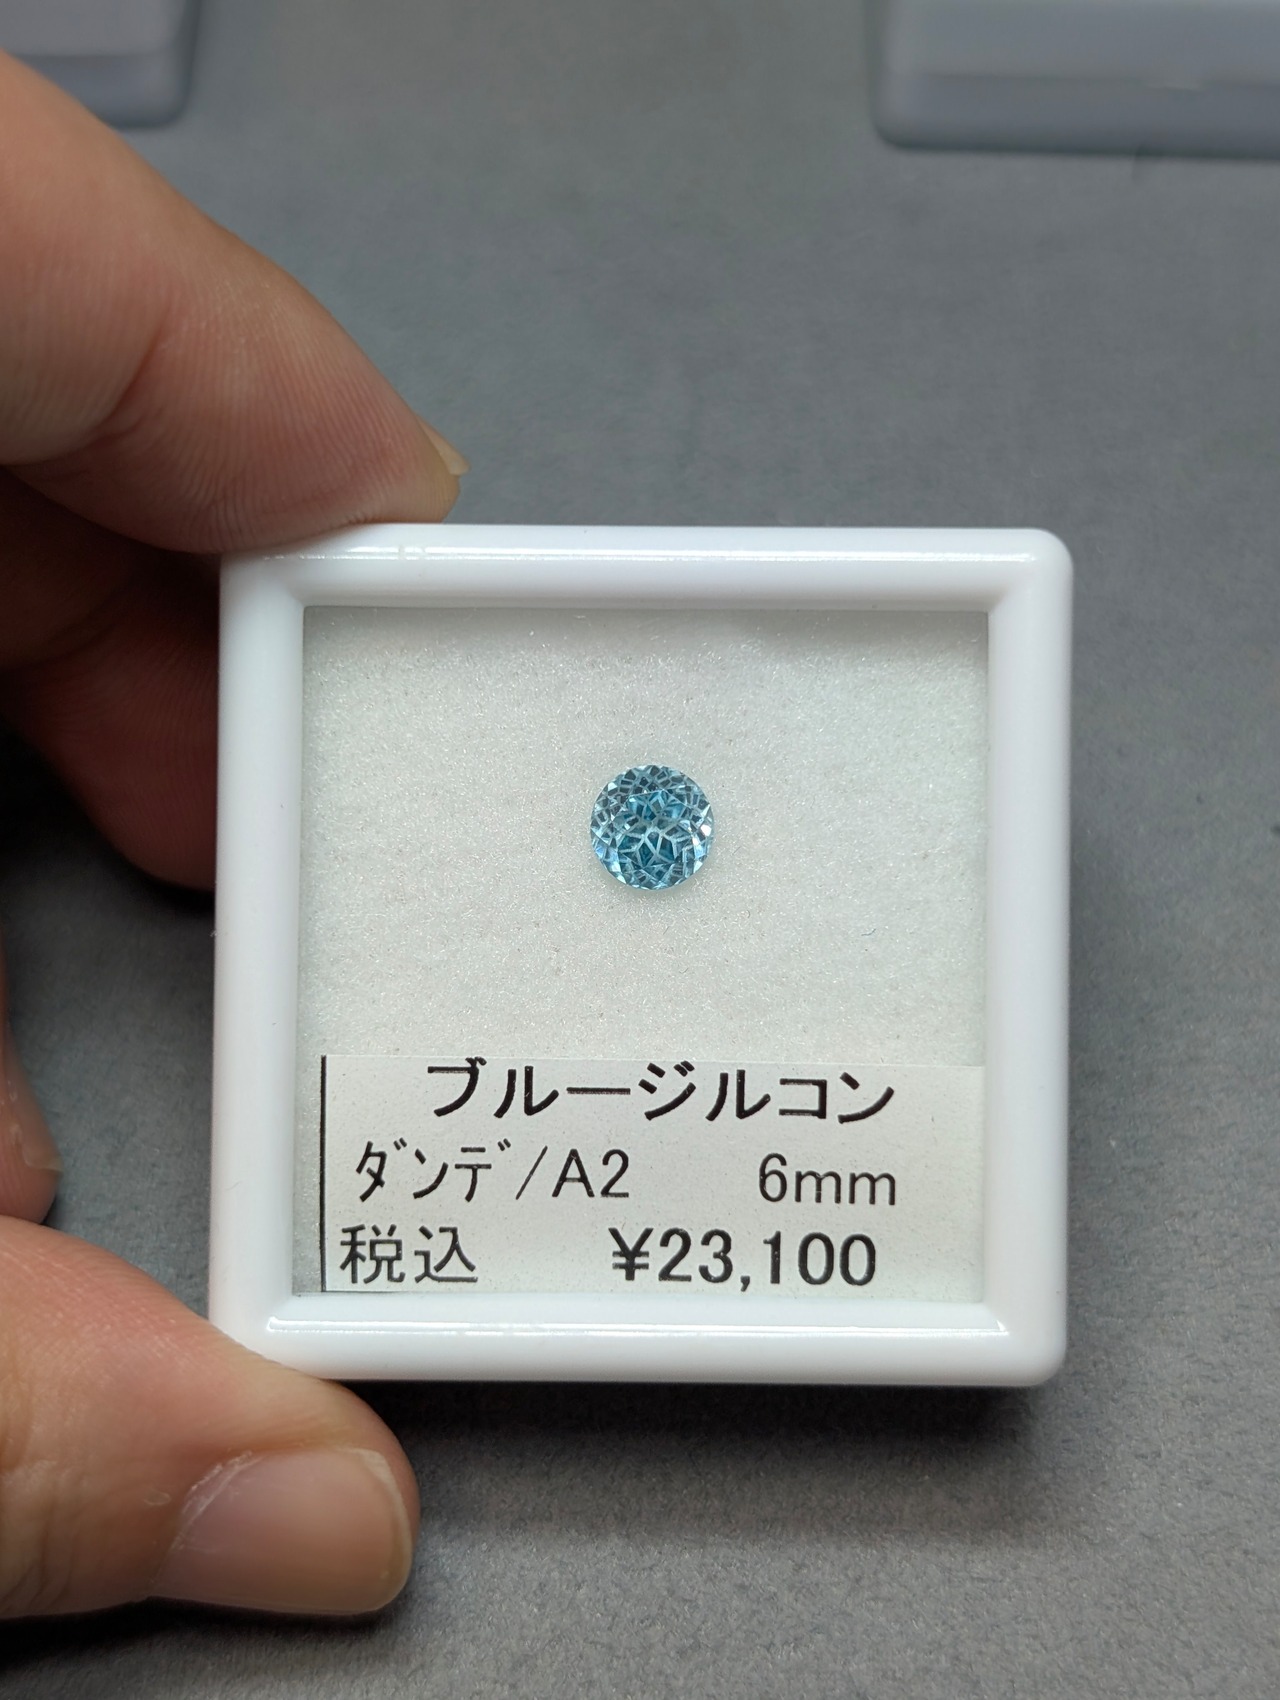 ブルージルコン
ﾀﾞﾝﾃﾞ/A2 6mm
税込 ¥23,100